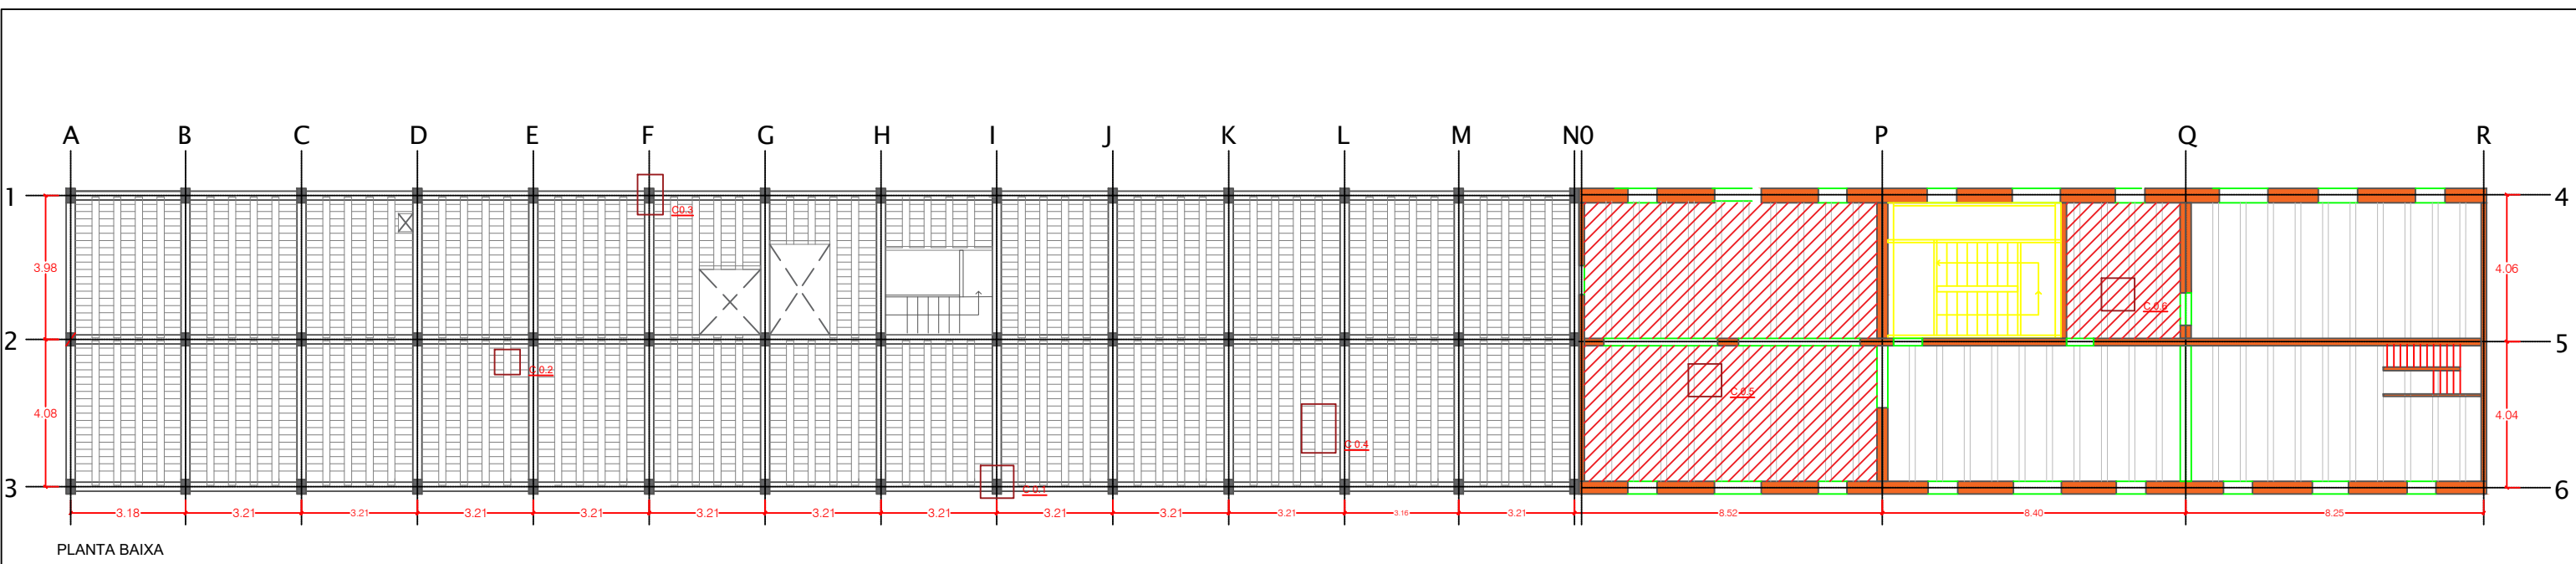 A B C D E F G H I J K L M N0 P Q R
1 4
C0.3
3.98 4.06
C 0.6
2 5
C 0.2
C 0.5
4.08 4.04
C 0.4
3 C 0.1 6
3.18 3.21 3.21 3.21 3.21 3.21 3.21 3.21 3.21 3.21 3.21 3.16 3.21 8.52 8.40 8.25
PLANTA BAIXA